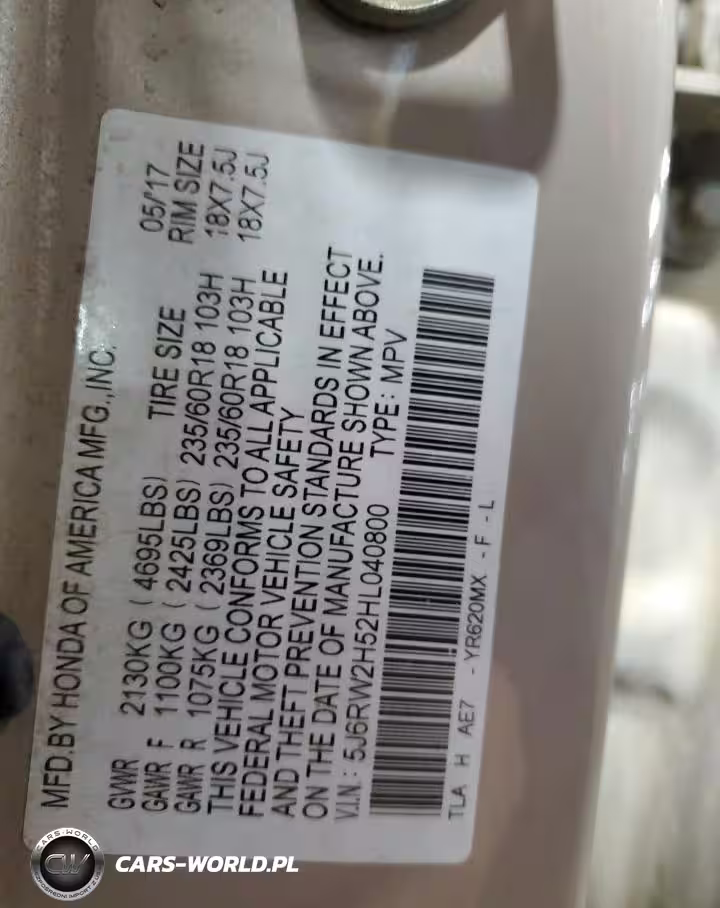 MFD.BY HONDA OF AMERICA MFG.,INC. 05/'17
GVWR 2130KG ( 4695LBS) TIRE SIZE RIM SIZE
GAWR F 1100KG ( 2425LBS) 235/60R18 103H 18X7.5J
GAWR R 1075KG ( 2369LBS) 235/60R18 103H 18X7.5J
THIS VEHICLE CONFORMS TO ALL APPLICABLE
FEDERAL MOTOR VEHICLE SAFETY
AND THEFT PREVENTION STANDARDS IN EFFECT
ON THE DATE OF MANUFACTURE SHOWN ABOVE.
V.I.N.: 5J6RW2H52HL040800 TYPE: MPV
TLA H AE7 - YR620MX - F - L
CARS-WORLD
CW
CARS-WORLD.PL